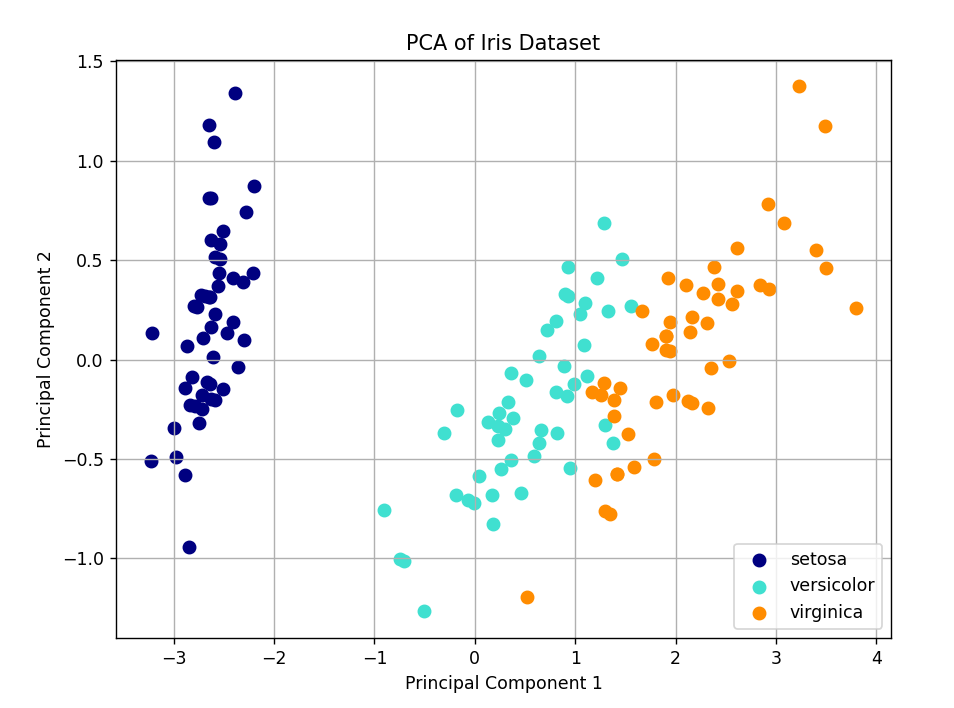 PCA of Iris Dataset
1.5
1.0
0.5
0.0
−0.5
−1.0
Principal Component 2
setosa
versicolor
virginica
−3 −2 −1 0 1 2 3 4
Principal Component 1